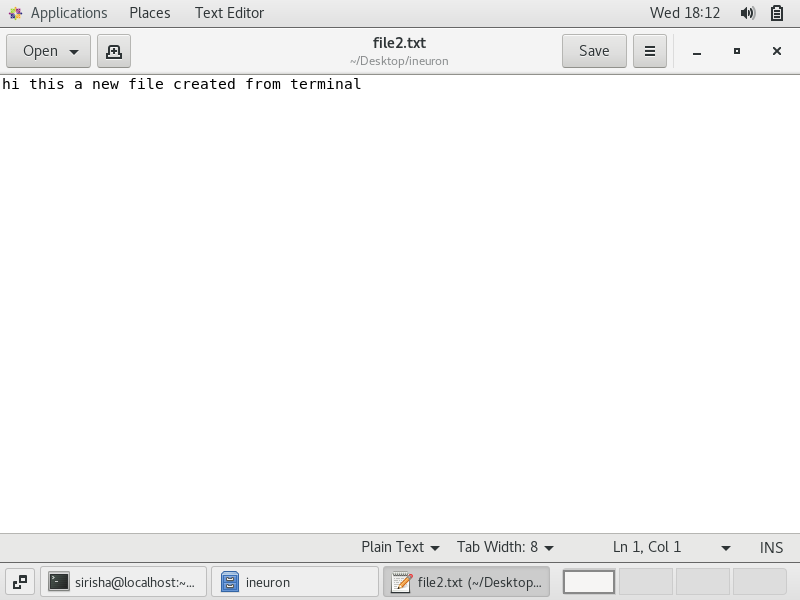 Applications Places Text Editor Wed 18:12
Open file2.txt Save
~/Desktop/ineuron
hi this a new file created from terminal
Plain Text Tab Width: 8 Ln 1, Col 1 INS
sirisha@localhost:~... ineuron file2.txt (~/Desktop...